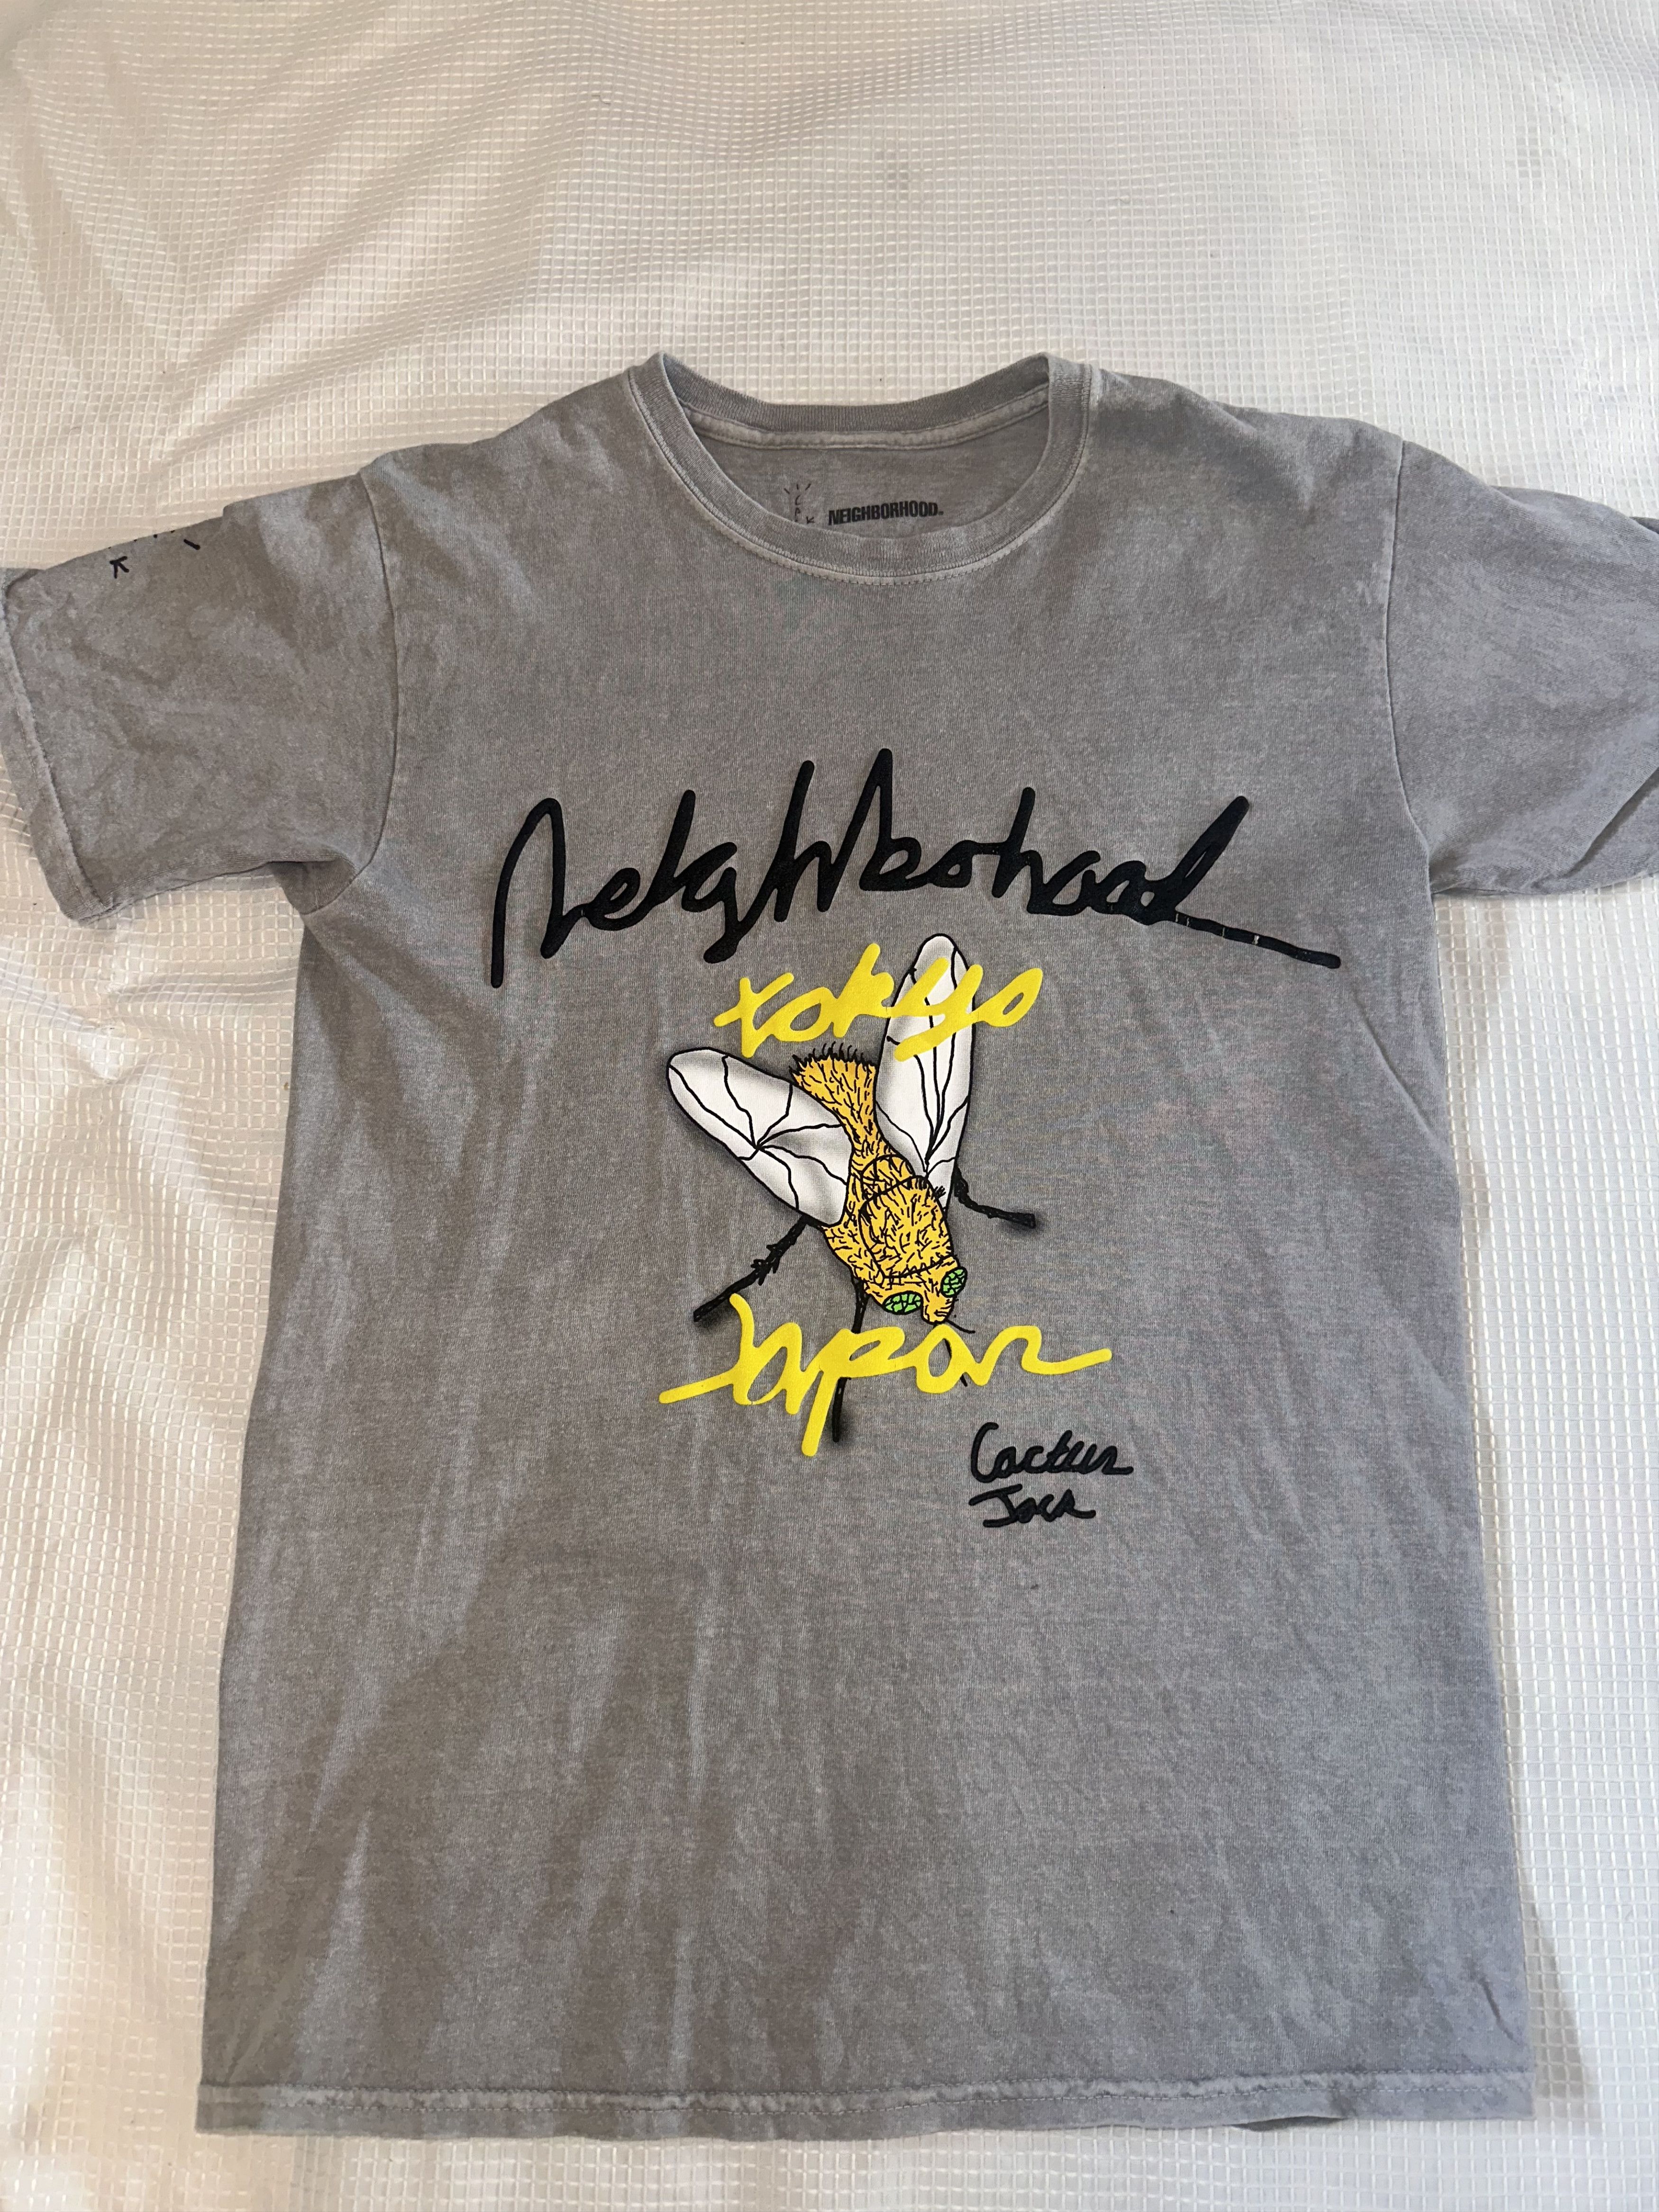 NEIGHBORHOOD.
Neighborhood
Tokyo
Japan
Cactus
Jack